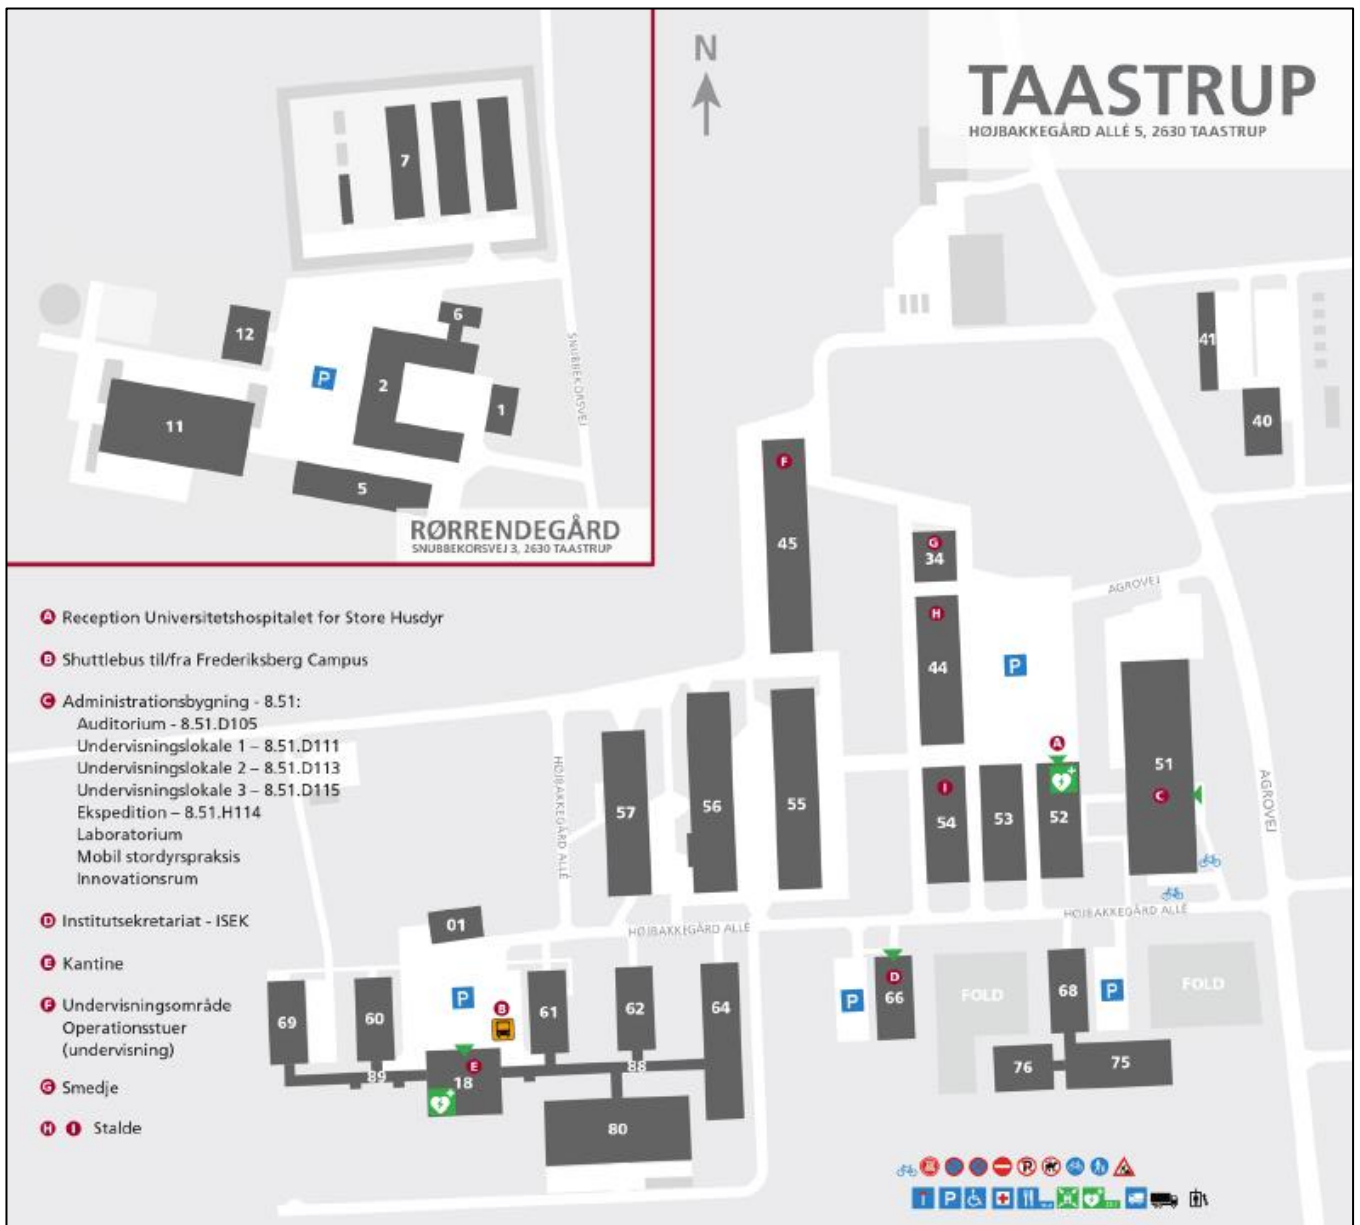 N
TAASTRUP
HØJBAKKEGÅRD ALLÉ 5, 2630 TAASTRUP
7
12
6
2
1
P
11
5
SNUBBEKORSVEJ
RØRRENDEGÅRD
SNUBBEKORSVEJ 3, 2630 TAASTRUP
41
40
F
45
G
34
H
44
P
AGROVEJ
A
51
C
AGROVEJ
I
54
53
52
55
56
57
HØJBAKKEGÅRD ALLÉ
HØJBAKKEGÅRD ALLÉ
HØJBAKKEGÅRD ALLÉ
01
P
B
69
60
61
62
64
E
18
89
88
80
P
D
66
FOLD
68
P
FOLD
76
75
A Reception Universitetshospitalet for Store Husdyr
B Shuttlebus til/fra Frederiksberg Campus
C Administrationsbygning - 8.51:
Auditorium - 8.51.D105
Undervisningslokale 1 – 8.51.D111
Undervisningslokale 2 – 8.51.D113
Undervisningslokale 3 – 8.51.D115
Ekspedition – 8.51.H114
Laboratorium
Mobil stordyrspraksis
Innovationsrum
D Institutsekretariat - ISEK
E Kantine
F Undervisningsområde
Operationsstuer
(undervisning)
G Smedje
H I Stalde
P
P